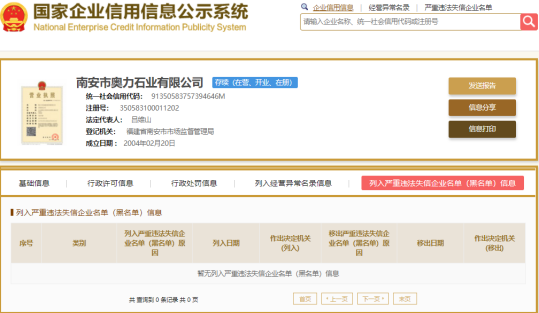 国家企业信用信息公示系统
National Enterprise Credit Information Publicity System
企业信用信息 | 经营异常名录 | 严重违法失信企业名单
请输入企业名称、统一社会信用代码或注册号
南安市奥力石业有限公司 存续（在营、开业、在册）
统一社会信用代码： 91350583757394646M
注册号： 350583100011202
法定代表人： 吕维山
登记机关： 福建省南安市市场监督管理局
成立日期： 2004年02月20日
发送报告
信息分享
信息打印
营业执照
基础信息 | 行政许可信息 | 行政处罚信息 | 列入经营异常名录信息 | 列入严重违法失信企业名单（黑名单）信息
列入严重违法失信企业名单（黑名单）信息
序号 类别 列入严重违法失信企业名单（黑名单）原因 列入日期 作出决定机关(列入) 移出严重违法失信企业名单（黑名单）原因 移出日期 作出决定机关(移出)
暂无列入严重违法失信企业名单（黑名单）信息
共 查询到 0 条记录 共 0 页 首页 上一页 下一页 末页